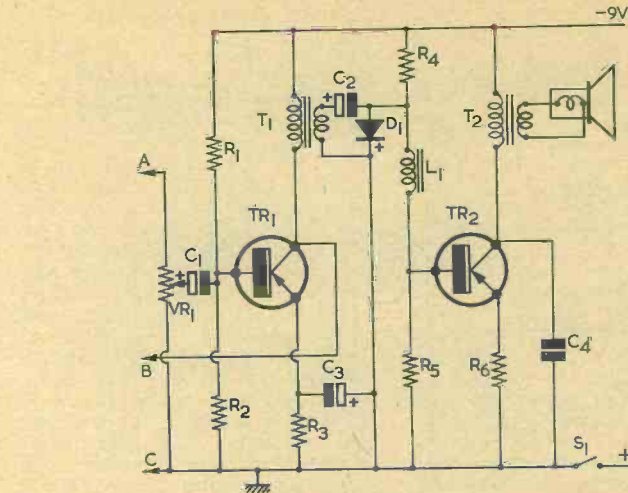 -9V
R4
C2
+
T1
D1
+
T2
R1
L1
A
TR1
TR2
C1
+
VR1
B
C3
+
C4
R5
R6
R2
R3
C
S1
+